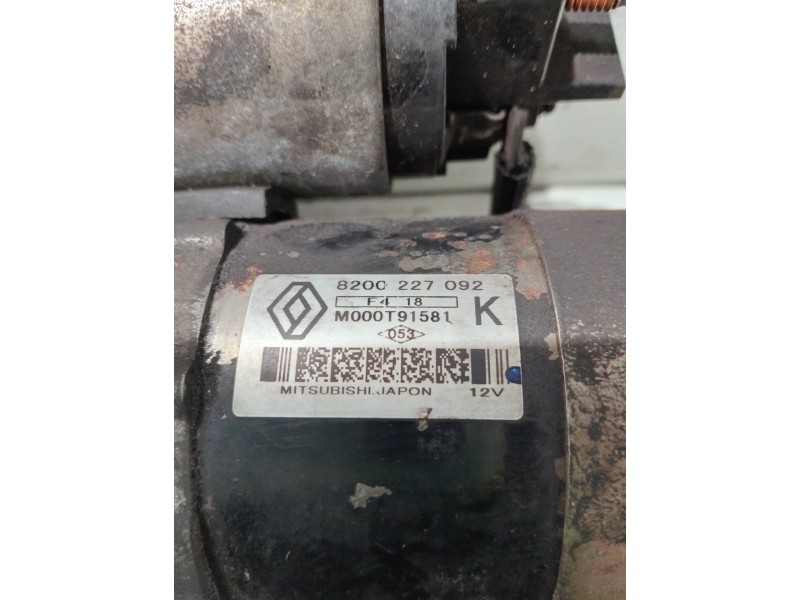 8200 227 092
F4 18
M000T91581 K
053
MITSUBISHI.JAPON 12V